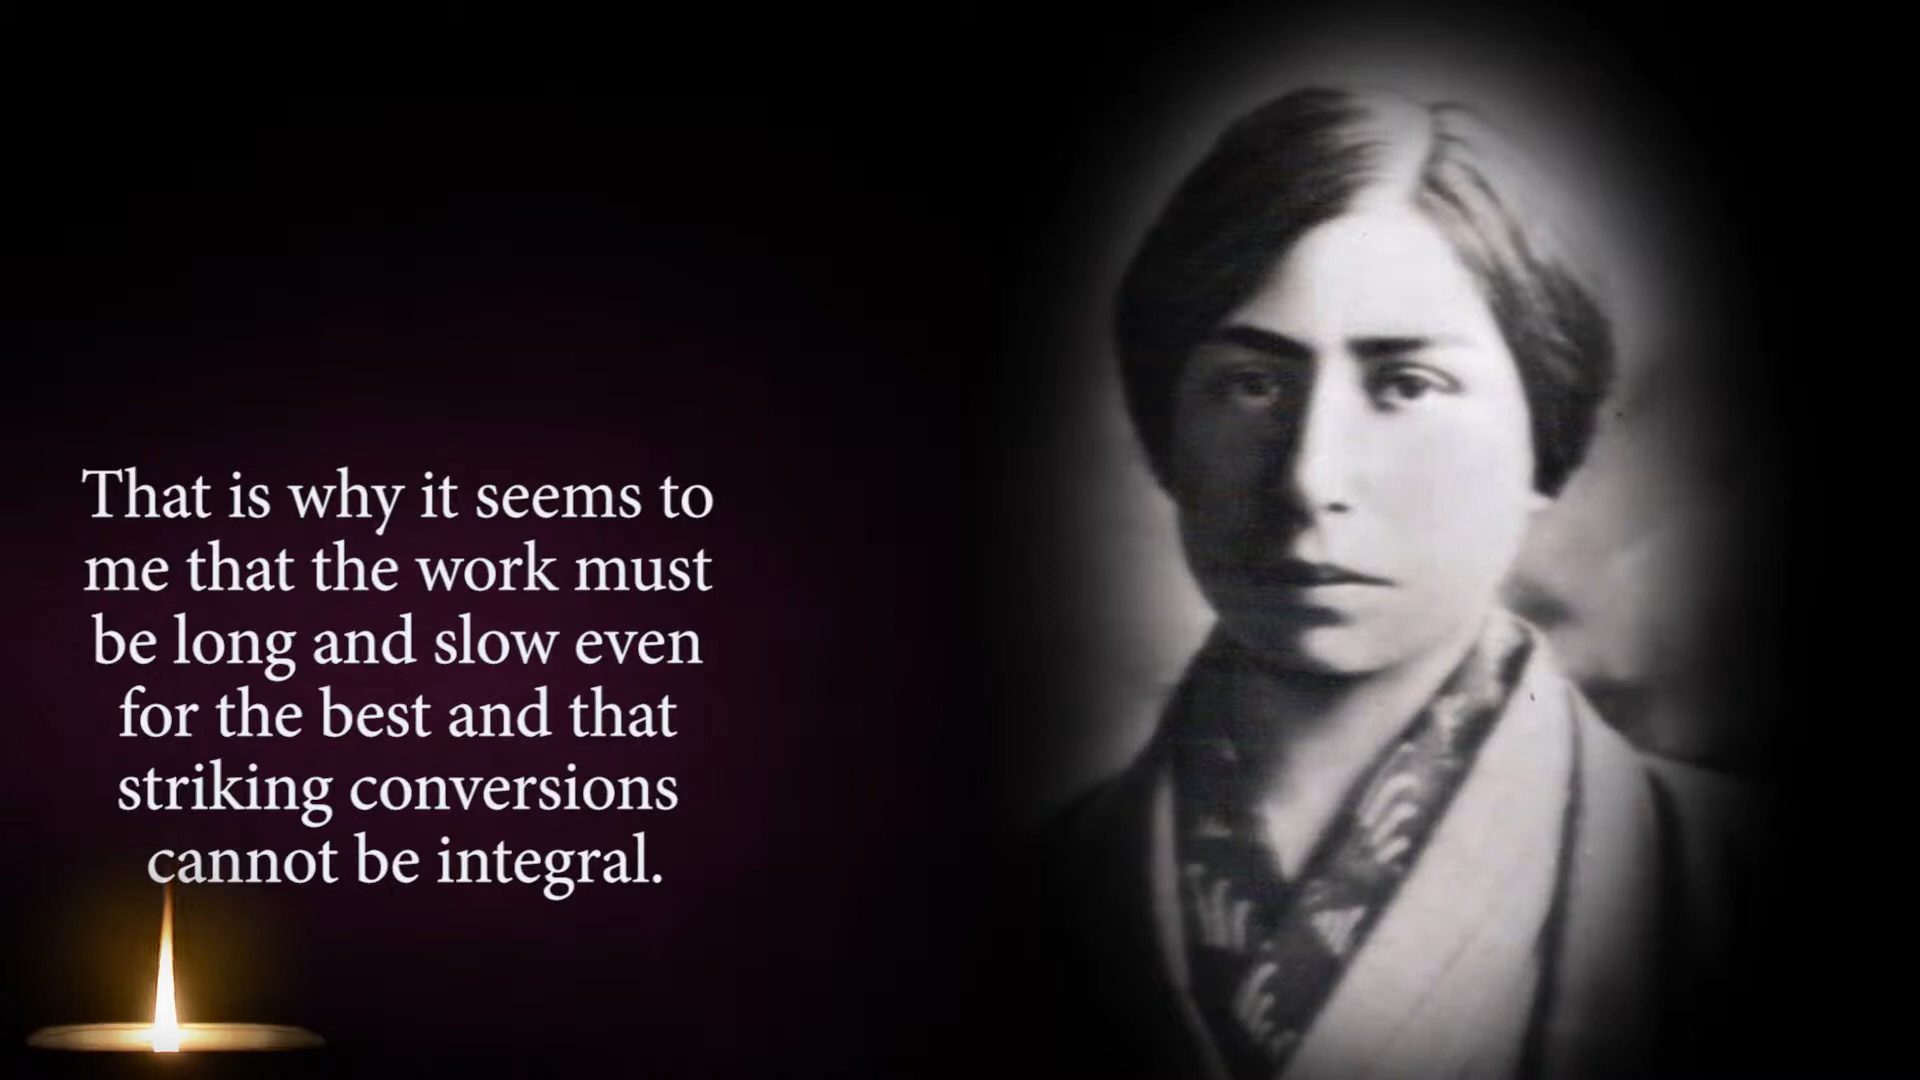 That is why it seems to
me that the work must
be long and slow even
for the best and that
striking conversions
cannot be integral.